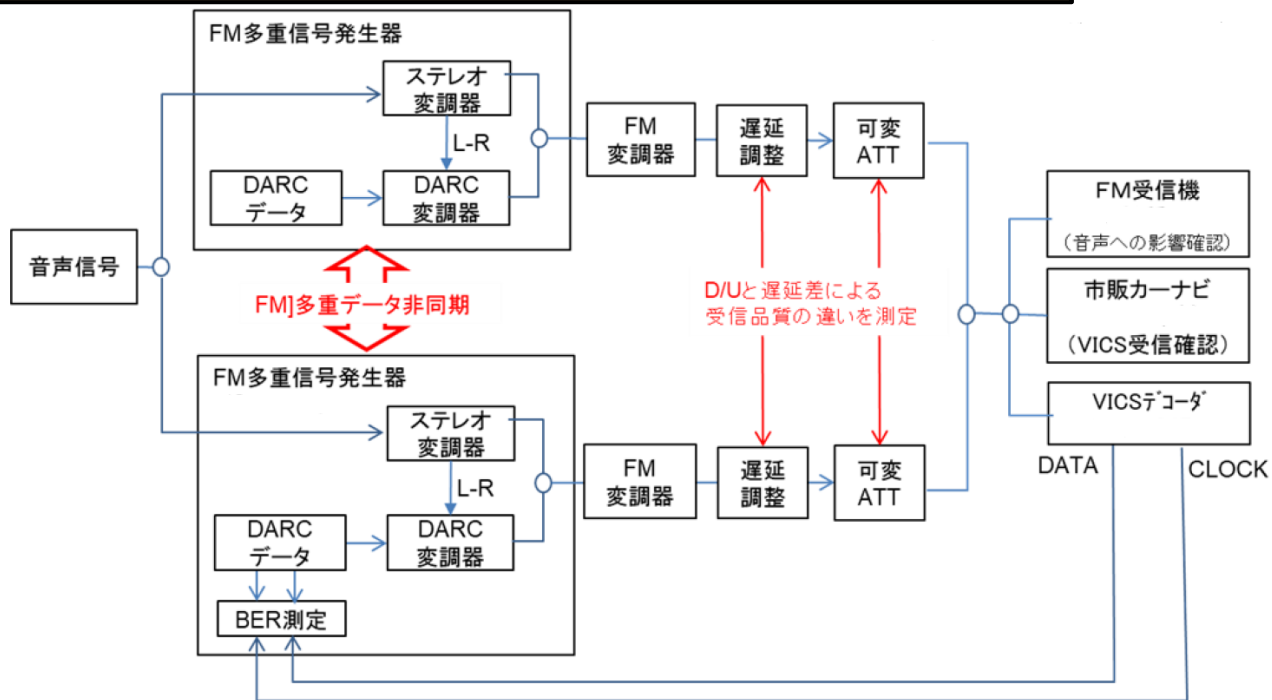 FM多重信号発生器
ステレオ
変調器
L-R
DARC
データ
DARC
変調器
FM
変調器
遅延
調整
可変
ATT
音声信号
FM]多重データ非同期
D/Uと遅延差による
受信品質の違いを測定
FM受信機
(音声への影響確認)
市販カーナビ
(VICS受信確認)
VICSﾃﾞｺｰﾀﾞ
DATA
CLOCK
FM多重信号発生器
ステレオ
変調器
L-R
DARC
データ
DARC
変調器
BER測定
FM
変調器
遅延
調整
可変
ATT